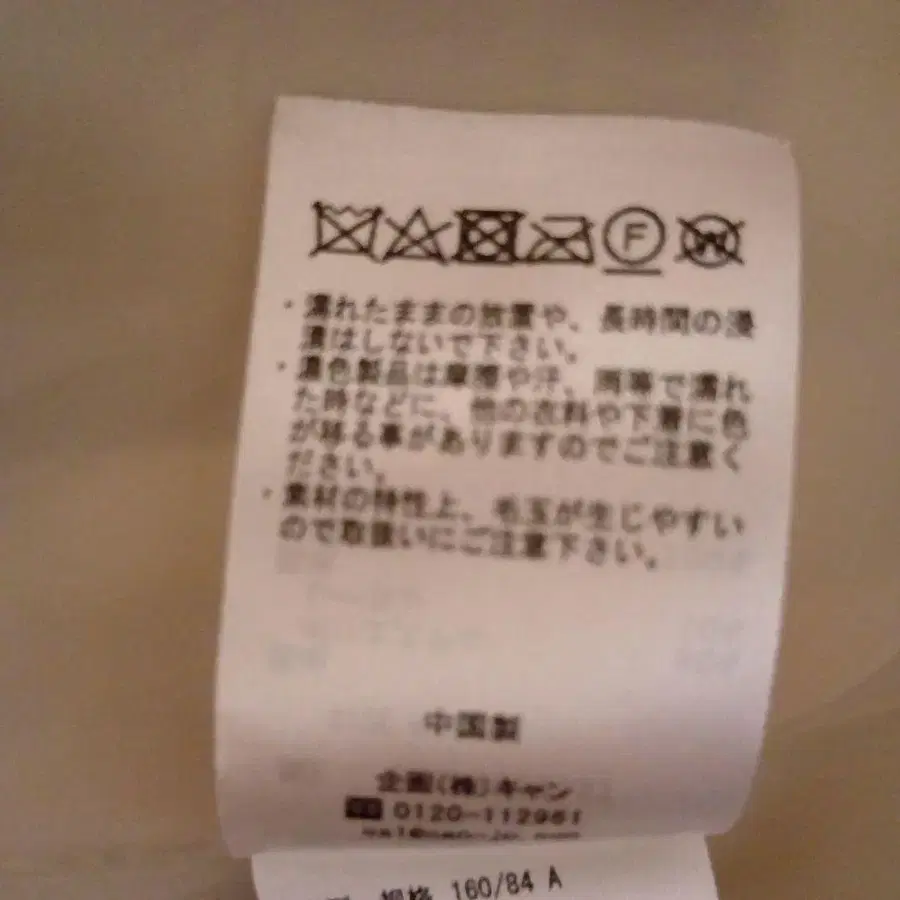 F W
・濡れたままの放置や、長時間の浸
漬はしないで下さい。
・濃色製品は摩擦や汗、雨等で濡れ
た時などに、他の衣料や下着に色
が移る事がありますのでご注意く
ださい。
・素材の特性上、毛玉が生じやすい
ので取扱いにご注意下さい。
中国製
企画(株)キャン
0120-112961
規格 160/84 A